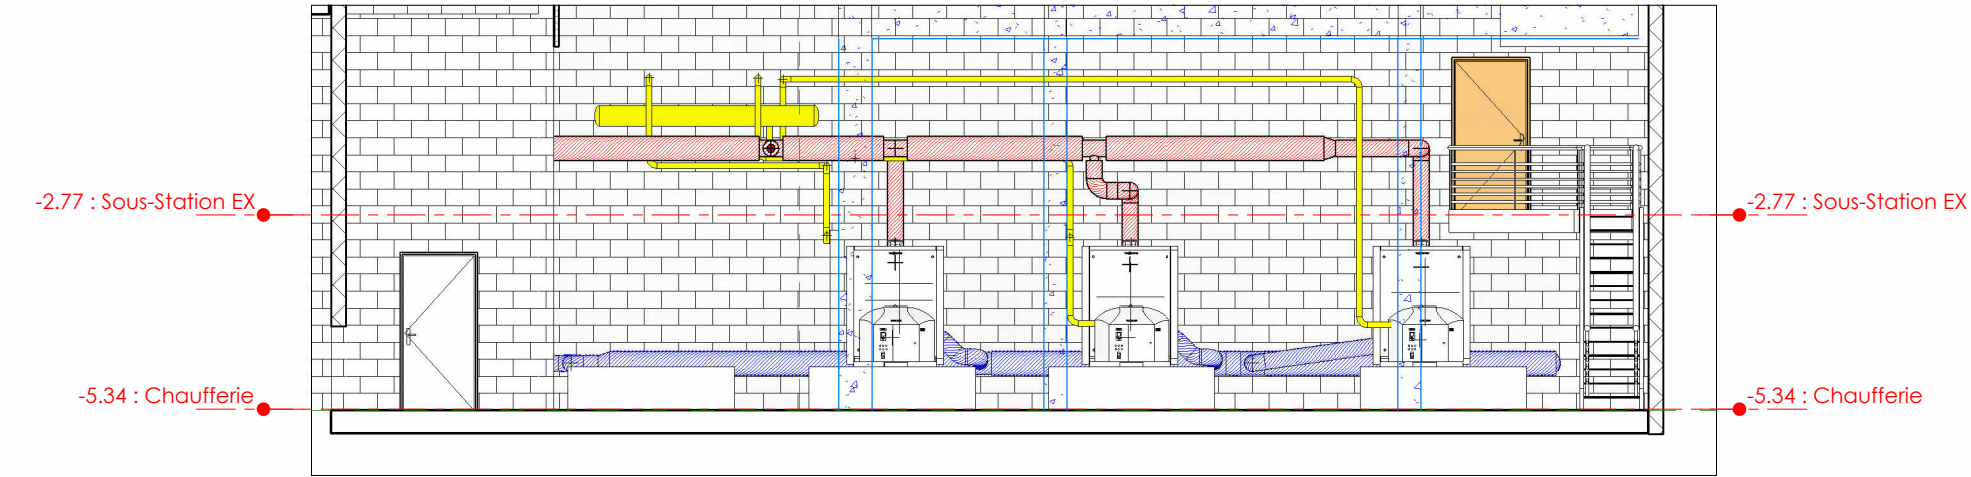 -2.77 : Sous-Station EX
-2.77 : Sous-Station EX
-5.34 : Chaufferie
-5.34 : Chaufferie